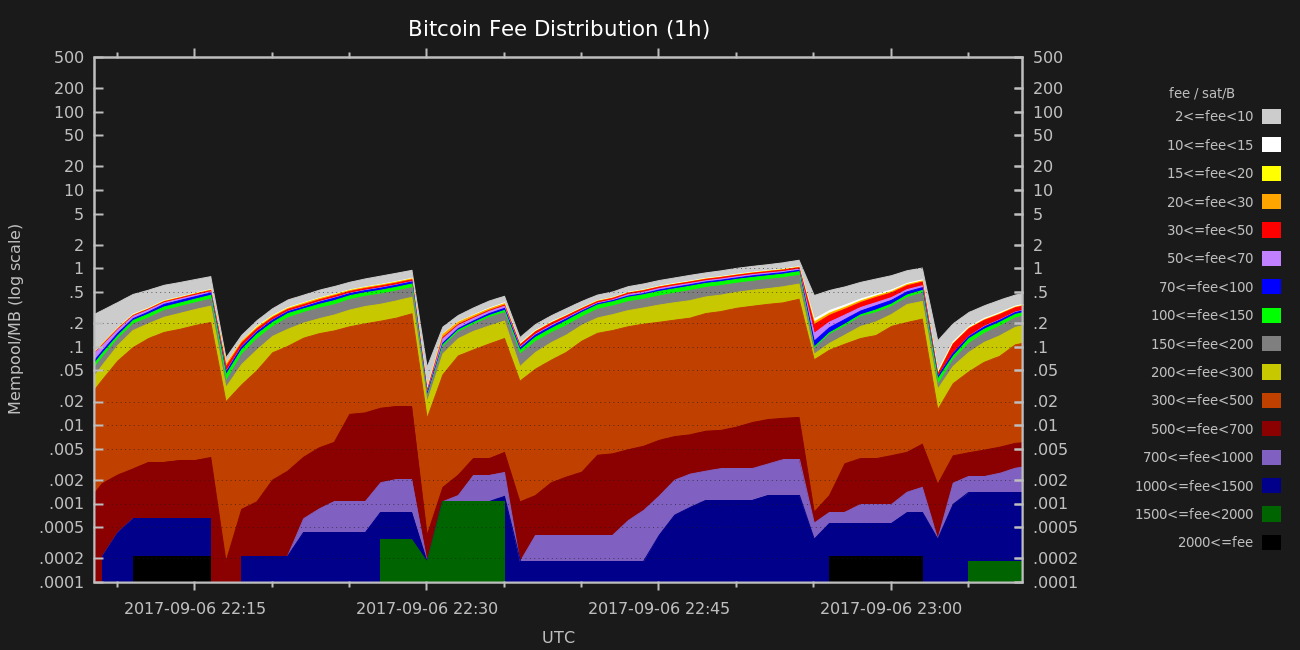 Bitcoin Fee Distribution (1h)
Mempool/MB (log scale)
500
200
100
50
20
10
5
2
1
.5
.2
.1
.05
.02
.01
.005
.002
.001
.0005
.0002
.0001
500
200
100
50
20
10
5
2
1
.5
.2
.1
.05
.02
.01
.005
.002
.001
.0005
.0002
.0001
2017-09-06 22:15
2017-09-06 22:30
2017-09-06 22:45
2017-09-06 23:00
UTC
fee / sat/B
2<=fee<10
10<=fee<15
15<=fee<20
20<=fee<30
30<=fee<50
50<=fee<70
70<=fee<100
100<=fee<150
150<=fee<200
200<=fee<300
300<=fee<500
500<=fee<700
700<=fee<1000
1000<=fee<1500
1500<=fee<2000
2000<=fee